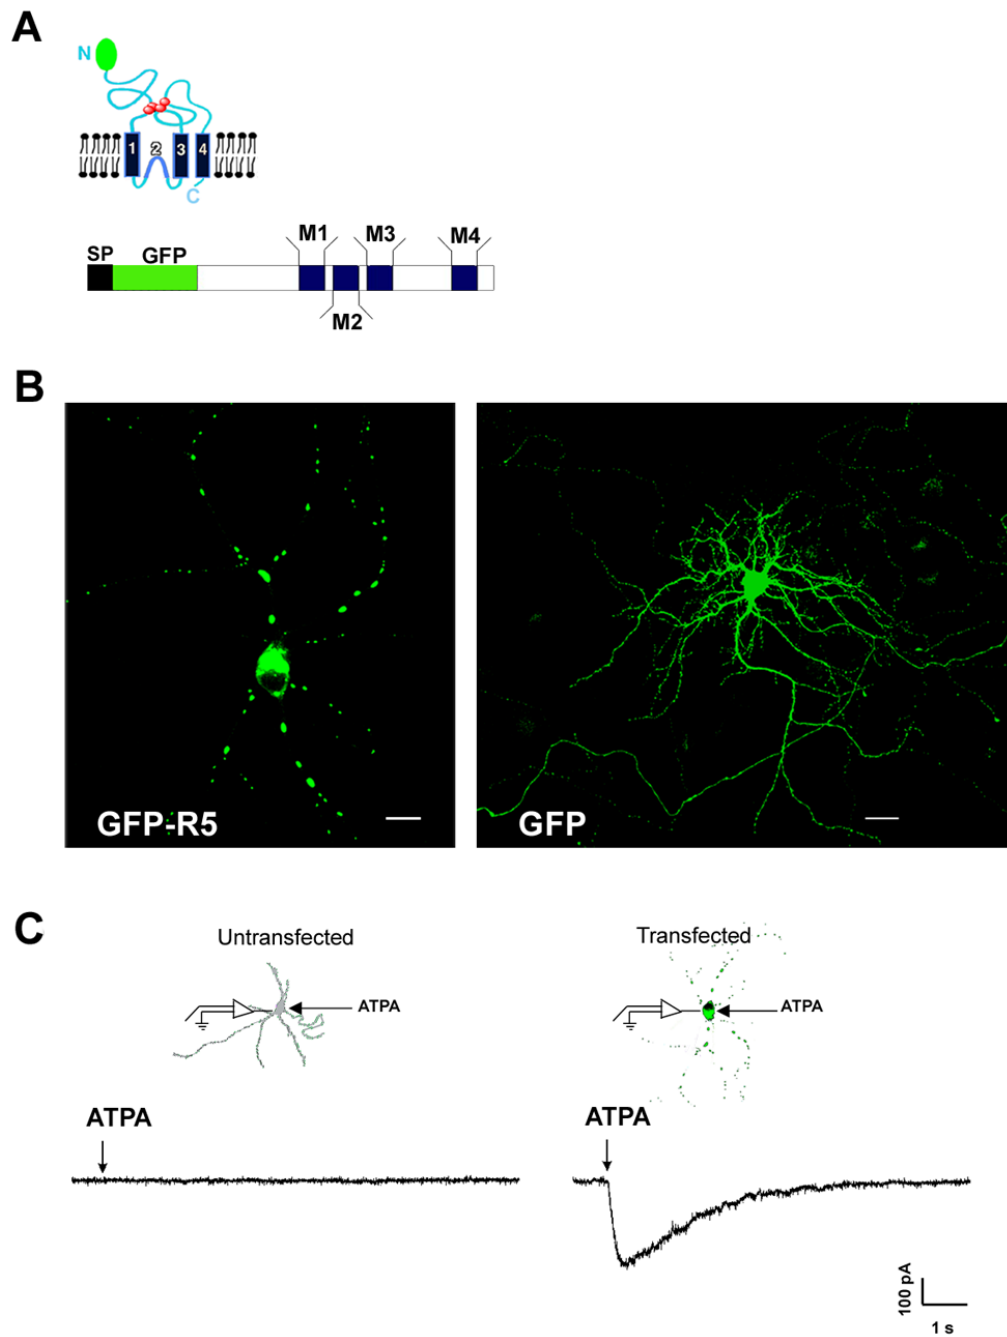 A
N
1 2 3 4
C
SP GFP M1 M3 M4
M2
B
GFP-R5
GFP
C
Untransfected
ATPA
Transfected
ATPA
ATPA
ATPA
100 pA
1 s